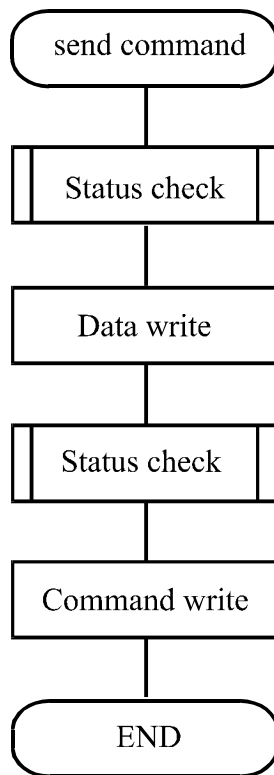 send command
Status check
Data write
Status check
Command write
END